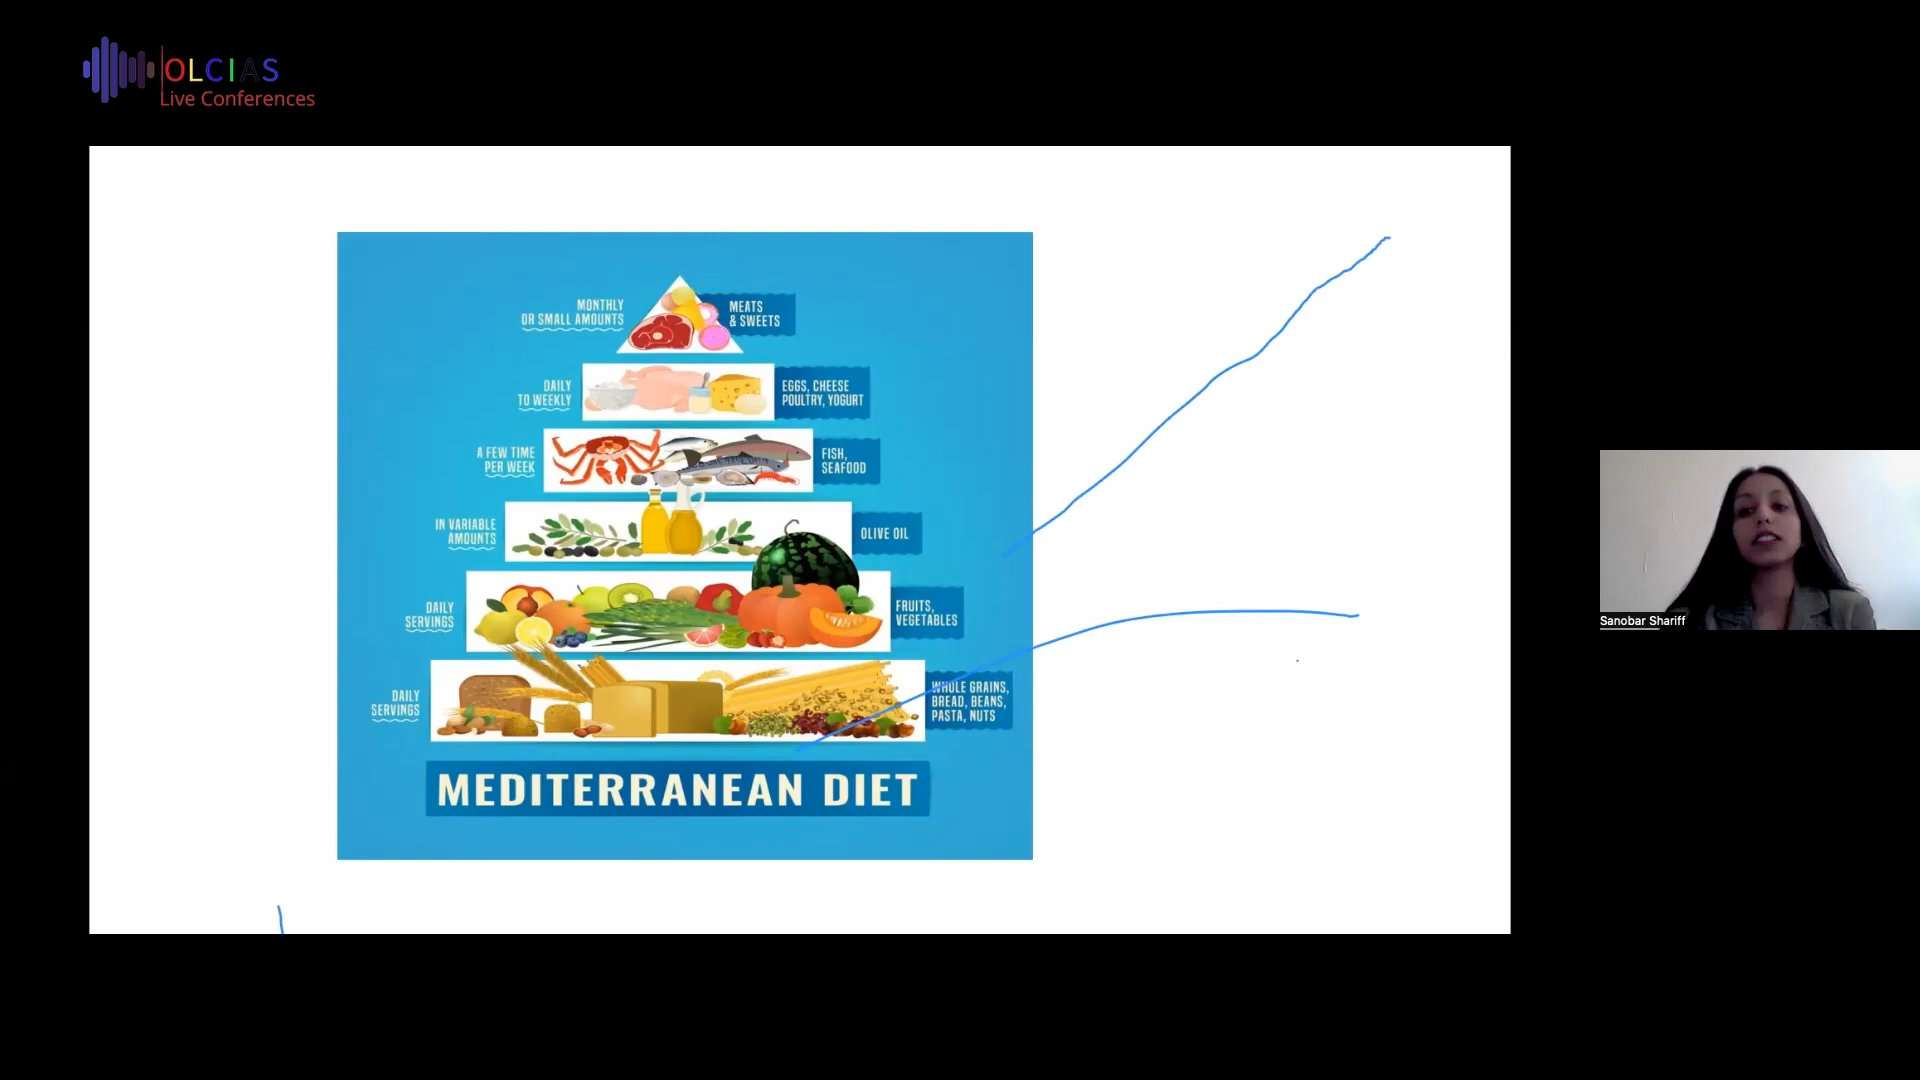 OLCIAS
Live Conferences
MONTHLY
OR SMALL AMOUNTS
MEATS
& SWEETS
DAILY
TO WEEKLY
EGGS, CHEESE
POULTRY, YOGURT
A FEW TIME
PER WEEK
FISH,
SEAFOOD
IN VARIABLE
AMOUNTS
OLIVE OIL
DAILY
SERVINGS
FRUITS,
VEGETABLES
DAILY
SERVINGS
WHOLE GRAINS,
BREAD, BEANS,
PASTA, NUTS
MEDITERRANEAN DIET
Sanobar Shariff